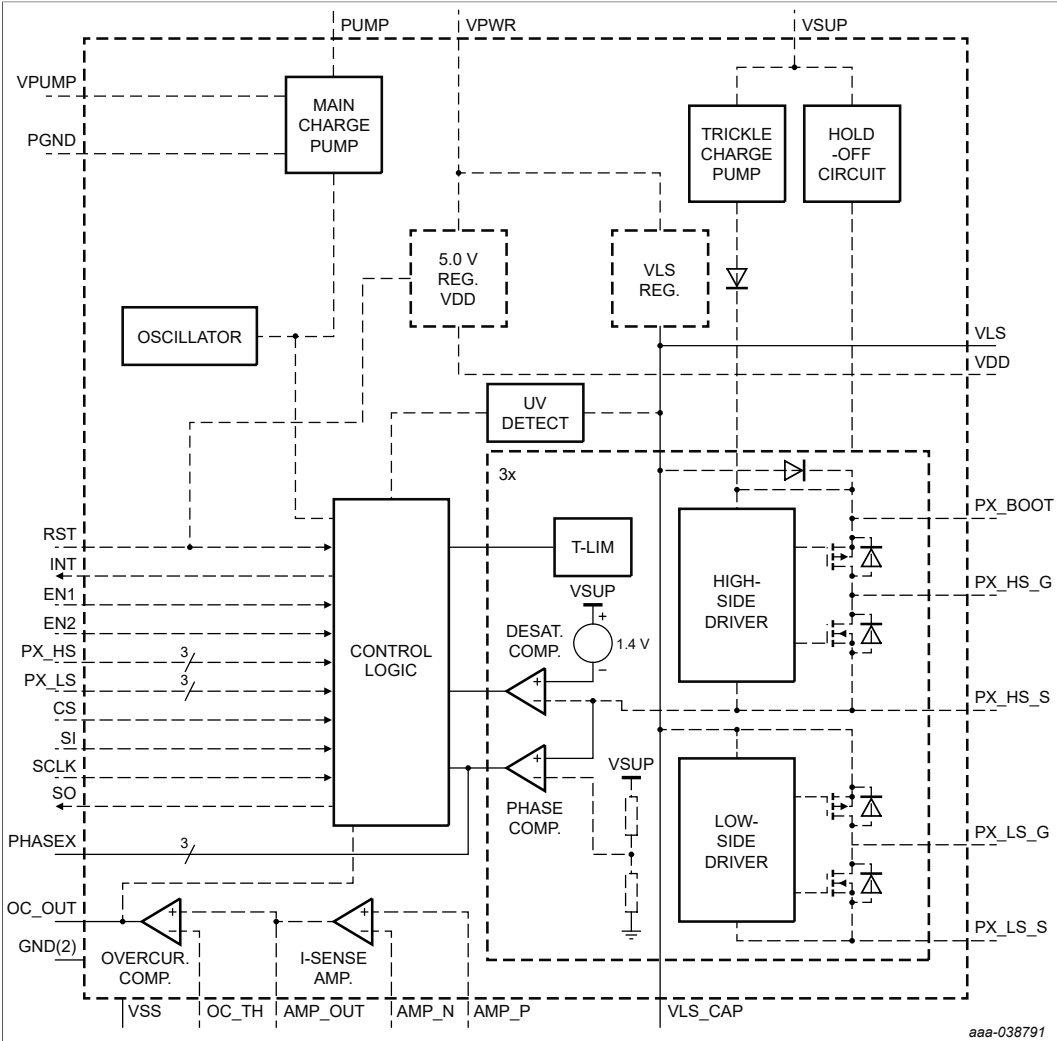 PUMP
VPWR
VSUP
VPUMP
PGND
MAIN
CHARGE
PUMP
TRICKLE
CHARGE
PUMP
HOLD
-OFF
CIRCUIT
5.0 V
REG.
VDD
VLS
REG.
OSCILLATOR
VLS
VDD
UV
DETECT
3x
RST
INT
EN1
EN2
PX_HS
3
PX_LS
3
CS
SI
SCLK
SO
PHASEX
3
CONTROL
LOGIC
T-LIM
VSUP
+
1.4 V
−
DESAT.
COMP.
+
−
+
−
PHASE
COMP.
VSUP
HIGH-
SIDE
DRIVER
LOW-
SIDE
DRIVER
PX_BOOT
PX_HS_G
PX_HS_S
PX_LS_G
PX_LS_S
OC_OUT
GND(2)
+
−
OVERCUR.
COMP.
+
−
I-SENSE
AMP.
VSS
OC_TH
AMP_OUT
AMP_N
AMP_P
VLS_CAP
aaa-038791